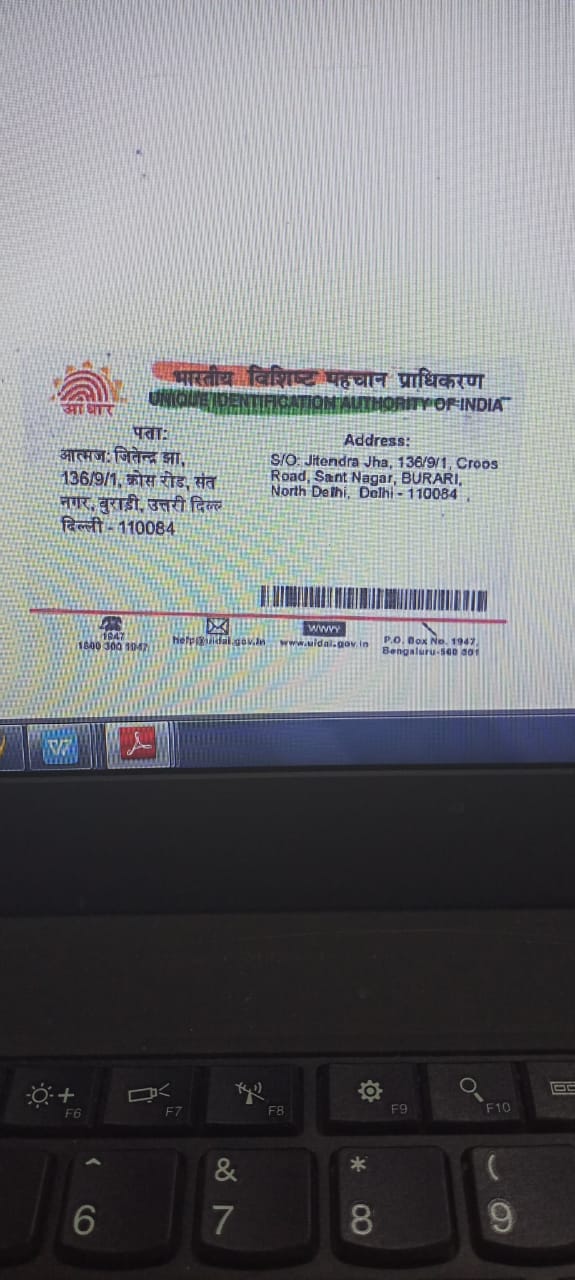 भारतीय विशिष्ट पहचान प्राधिकरण
UNIQUE IDENTIFICATION AUTHORITY OF INDIA
आधार
पता:
आत्मज: जितेन्द्र झा,
136/9/1, क्रोस रोड, संत
नगर, बुराड़ी, उत्तरी दिल्ल
दिल्ली - 110084
Address:
S/O: Jitendra Jha, 136/9/1, Croos
Road, Sant Nagar, BURARI,
North Delhi, Delhi - 110084
1947
1800 300 1947
help@uidai.gov.in
WWW
www.uidai.gov.in
P.O. Box No. 1947,
Bengaluru-560 001
F6
F7
F8
F9
F10
^
6
&
7
*
8
(
9